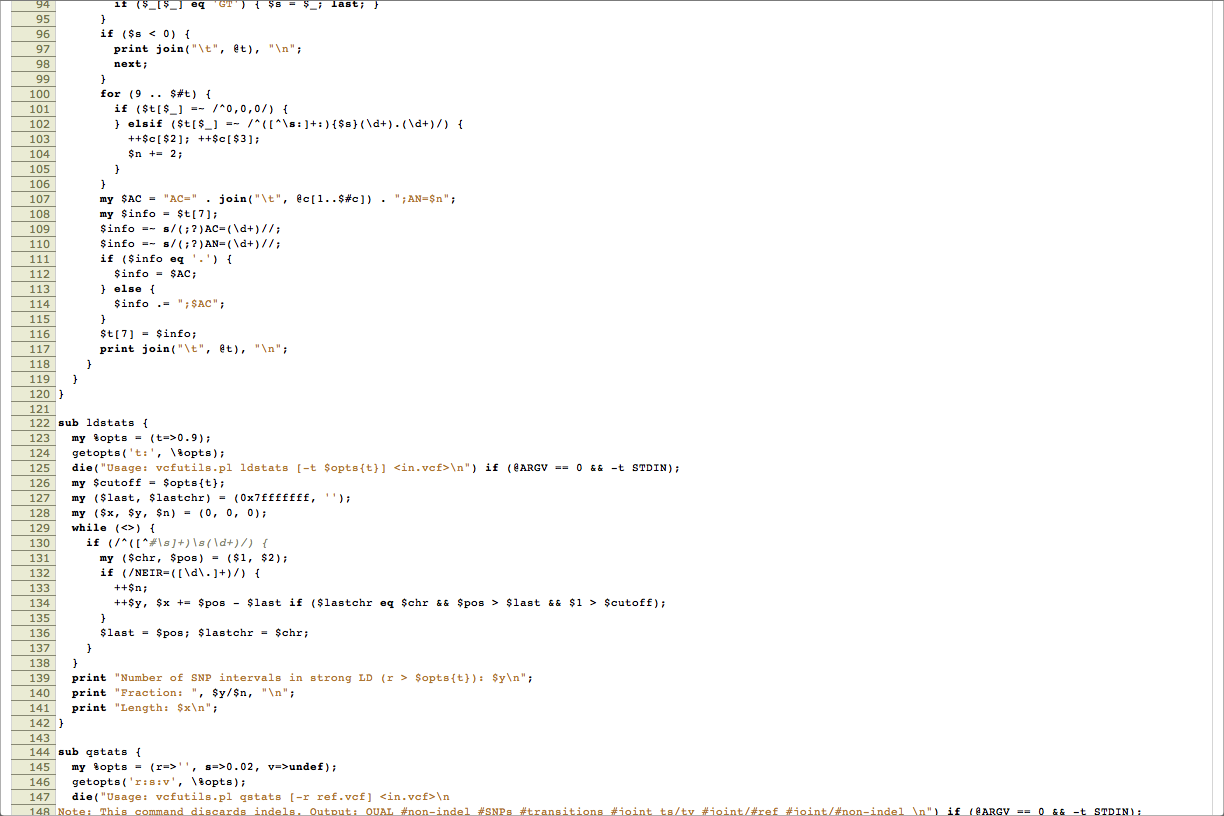 94 if ($_[$_] eq 'GT') { $s = $_; last; }
95 }
96 if ($s < 0) {
97 print join("\t", @t), "\n";
98 next;
99 }
100 for (9 .. $#t) {
101 if ($t[$_] =~ /^0,0,0/) {
102 } elsif ($t[$_] =~ /^([^\s:]+:){$s}(\d+).(\d+)/) {
103 ++$c[$2]; ++$c[$3];
104 $n += 2;
105 }
106 }
107 my $AC = "AC=" . join("\t", @c[1..$#c]) . ";AN=$n";
108 my $info = $t[7];
109 $info =~ s/(;?)AC=(\d+)//;
110 $info =~ s/(;?)AN=(\d+)//;
111 if ($info eq '.') {
112 $info = $AC;
113 } else {
114 $info .= ";$AC";
115 }
116 $t[7] = $info;
117 print join("\t", @t), "\n";
118 }
119 }
120 }
121
122 sub ldstats {
123 my %opts = (t=>0.9);
124 getopts('t:', \%opts);
125 die("Usage: vcfutils.pl ldstats [-t $opts{t}] <in.vcf>\n") if (@ARGV == 0 && -t STDIN);
126 my $cutoff = $opts{t};
127 my ($last, $lastchr) = (0x7fffffff, '');
128 my ($x, $y, $n) = (0, 0, 0);
129 while (<>) {
130 if (/^([^#\s]+)\s(\d+)/) {
131 my ($chr, $pos) = ($1, $2);
132 if (/NEIR=([\d\.]+)/) {
133 ++$n;
134 ++$y, $x += $pos - $last if ($lastchr eq $chr && $pos > $last && $1 > $cutoff);
135 }
136 $last = $pos; $lastchr = $chr;
137 }
138 }
139 print "Number of SNP intervals in strong LD (r > $opts{t}): $y\n";
140 print "Fraction: ", $y/$n, "\n";
141 print "Length: $x\n";
142 }
143
144 sub qstats {
145 my %opts = (r=>'', s=>0.02, v=>undef);
146 getopts('r:s:v', \%opts);
147 die("Usage: vcfutils.pl qstats [-r ref.vcf] <in.vcf>\n
148 Note: This command discards indels. Output: QUAL #non-indel #SNPs #transitions #joint ts/tv #joint/#ref #joint/#non-indel \n") if (@ARGV == 0 && -t STDIN);